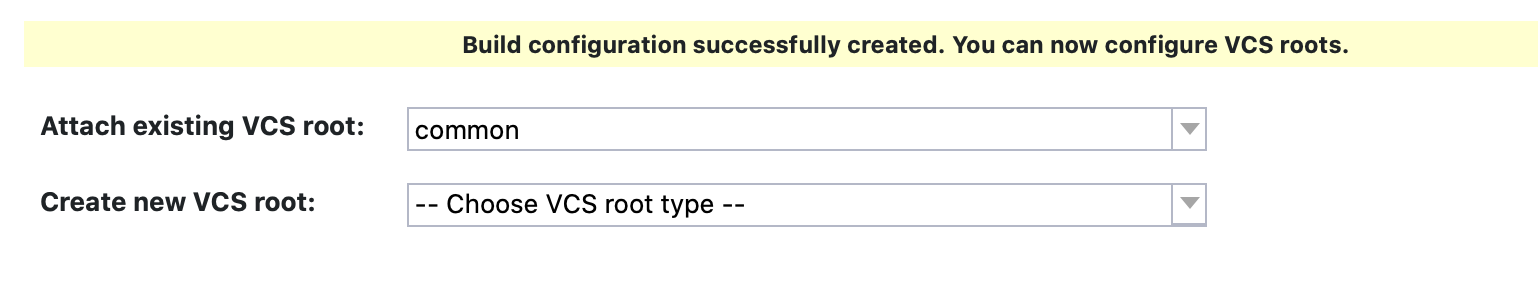 Build configuration successfully created. You can now configure VCS roots.
Attach existing VCS root: common
Create new VCS root: -- Choose VCS root type --